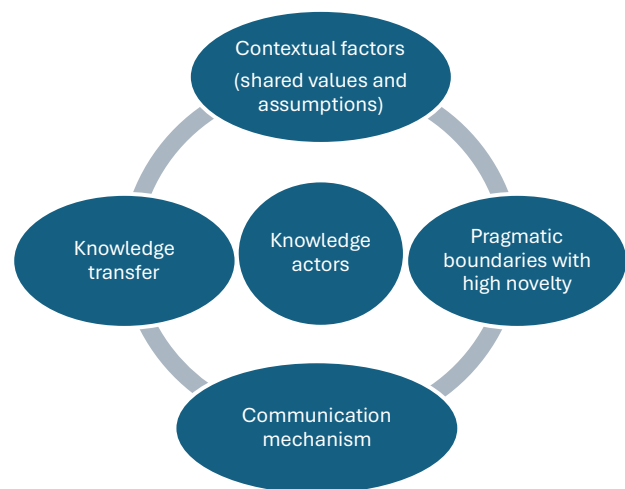 Contextual factors
(shared values and
assumptions)
Knowledge
transfer
Knowledge
actors
Pragmatic
boundaries with
high novelty
Communication
mechanism